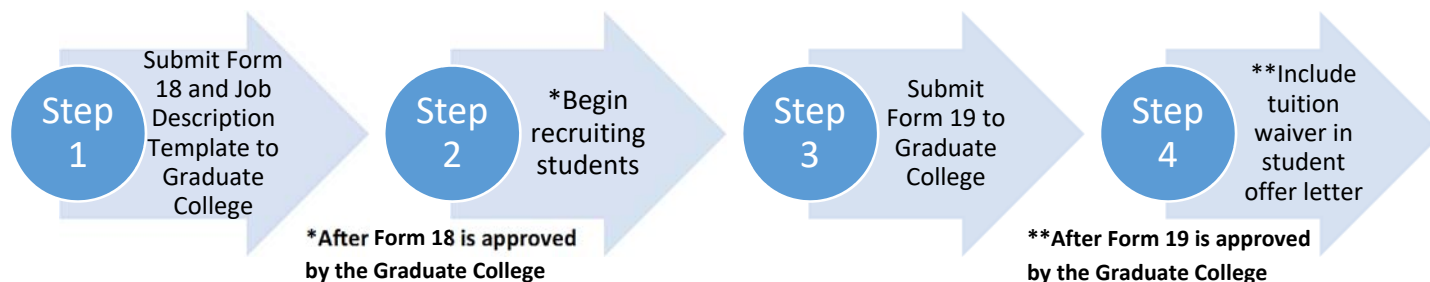 Step
1
Submit Form
18 and Job
Description
Template to
Graduate
College
Step
2
*Begin
recruiting
students
*After Form 18 is approved
by the Graduate College
Step
3
Submit
Form 19 to
Graduate
College
Step
4
**Include
tuition
waiver in
student
offer letter
**After Form 19 is approved
by the Graduate College